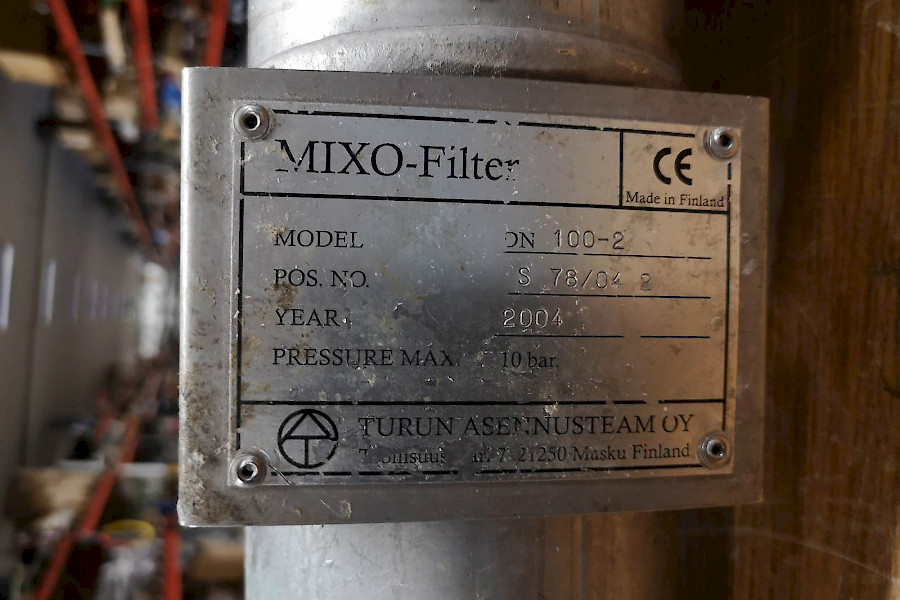 MIXO-Filter
CE
Made in Finland
MODEL DN 100-2
POS. NO. S 78/04 2
YEAR 2004
PRESSURE MAX. 10 bar.
TURUN ASENNUSTEAM OY
7 21250 Masku Finland